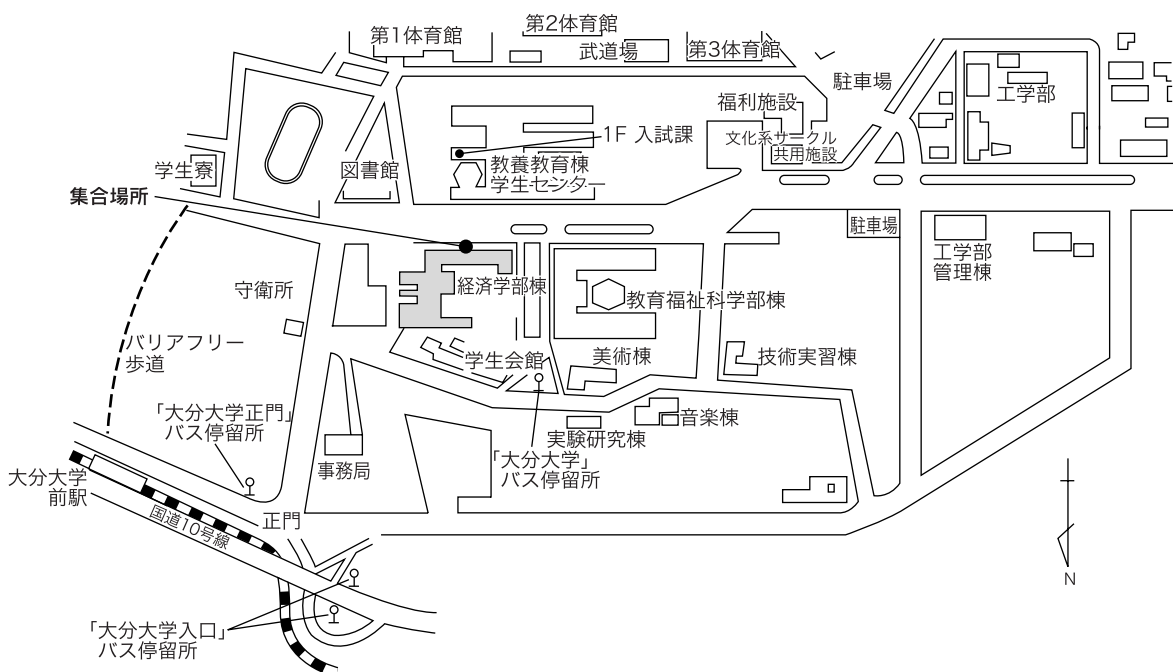 第1体育館
第2体育館
武道場
第3体育館
駐車場
工学部
福利施設
文化系サークル
共用施設
1F 入試課
教養教育棟
学生センター
図書館
学生寮
集合場所
駐車場
工学部
管理棟
守衛所
経済学部棟
教育福祉科学部棟
バリアフリー
歩道
学生会館
美術棟
技術実習棟
「大分大学正門」
バス停留所
音楽棟
実験研究棟
「大分大学」
バス停留所
事務局
大分大学
前駅
国道10号線
正門
N
「大分大学入口」
バス停留所